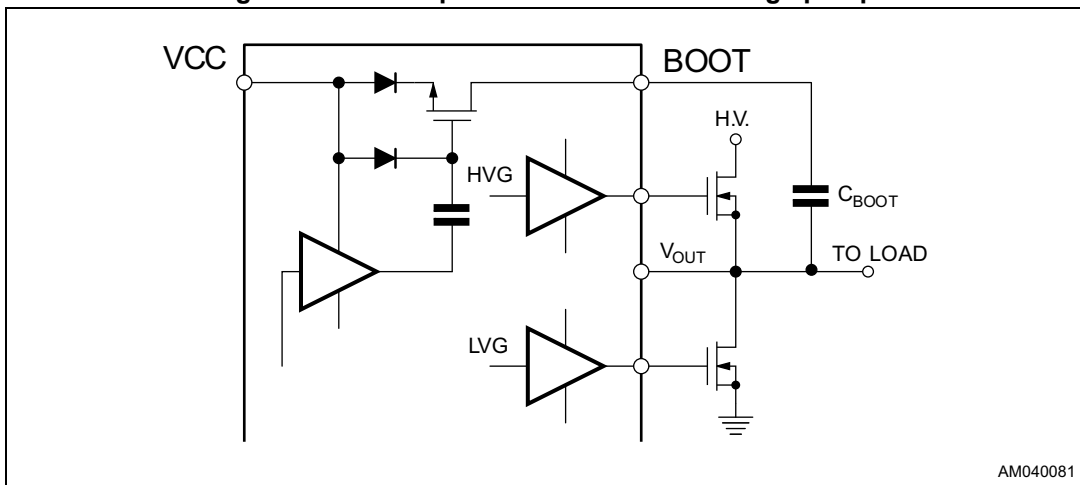 VCC
BOOT
H.V.
HVG
C_BOOT
V_OUT
TO LOAD
LVG
AM040081